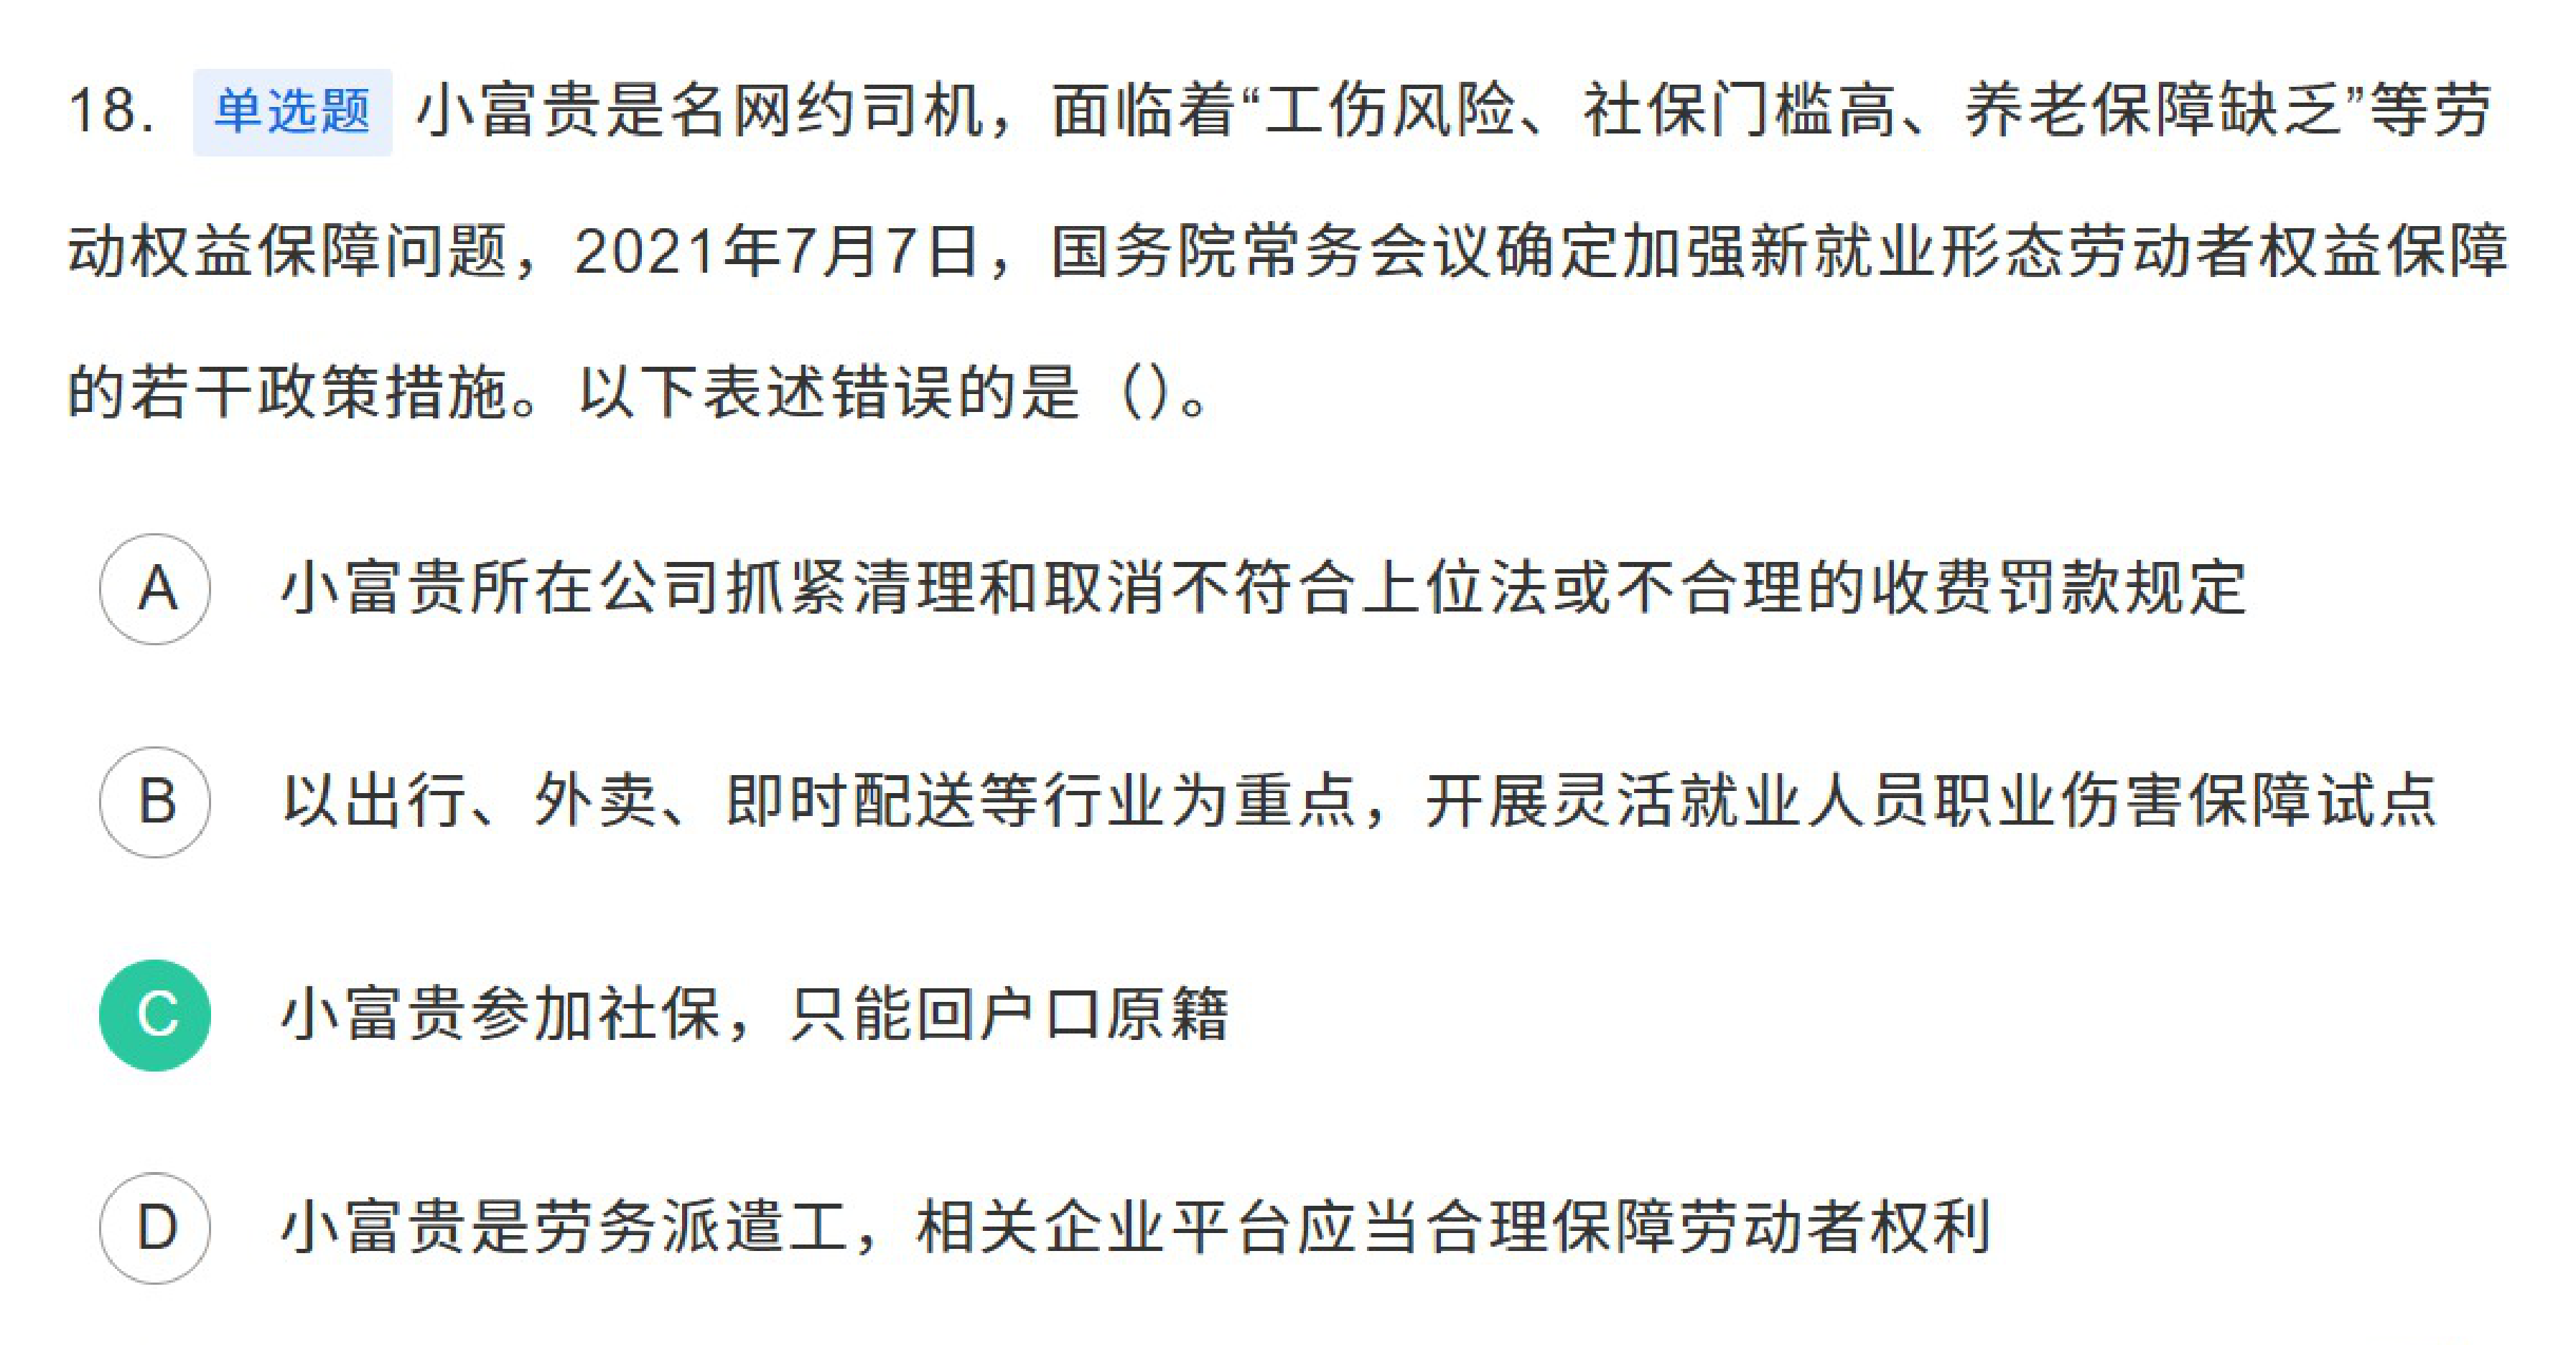 18. 单选题 小富贵是名网约司机，面临着“工伤风险、社保门槛高、养老保障缺乏”等劳
动权益保障问题，2021年7月7日，国务院常务会议确定加强新就业形态劳动者权益保障
的若干政策措施。以下表述错误的是（）。
A 小富贵所在公司抓紧清理和取消不符合上位法或不合理的收费罚款规定
B 以出行、外卖、即时配送等行业为重点，开展灵活就业人员职业伤害保障试点
C 小富贵参加社保，只能回户口原籍
D 小富贵是劳务派遣工，相关企业平台应当合理保障劳动者权利